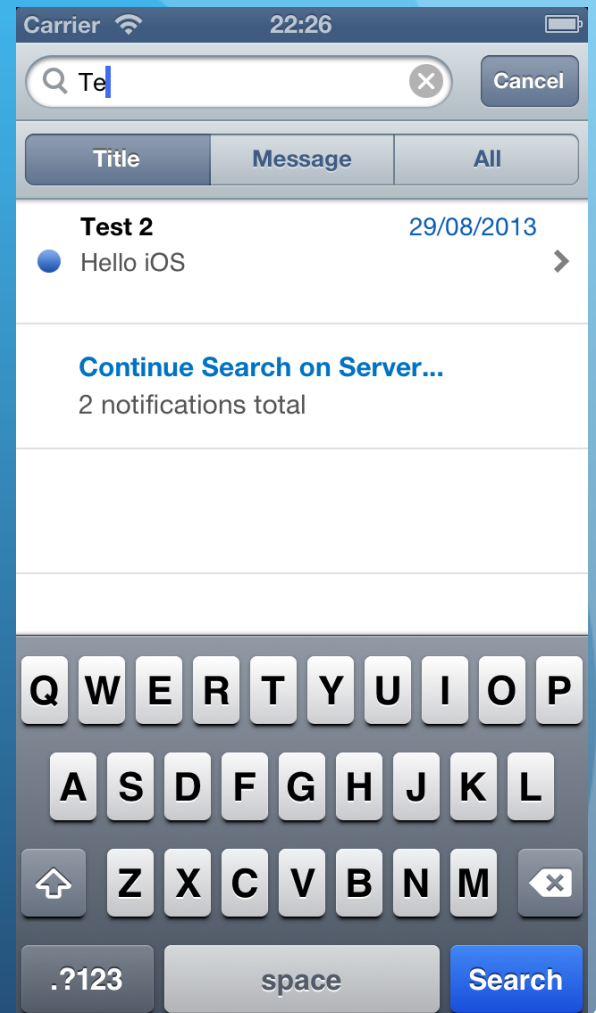 Carrier 22:26
Te Cancel
Title Message All
Test 2 29/08/2013
Hello iOS
Continue Search on Server...
2 notifications total
Q W E R T Y U I O P
A S D F G H J K L
Z X C V B N M
.?123 space Search